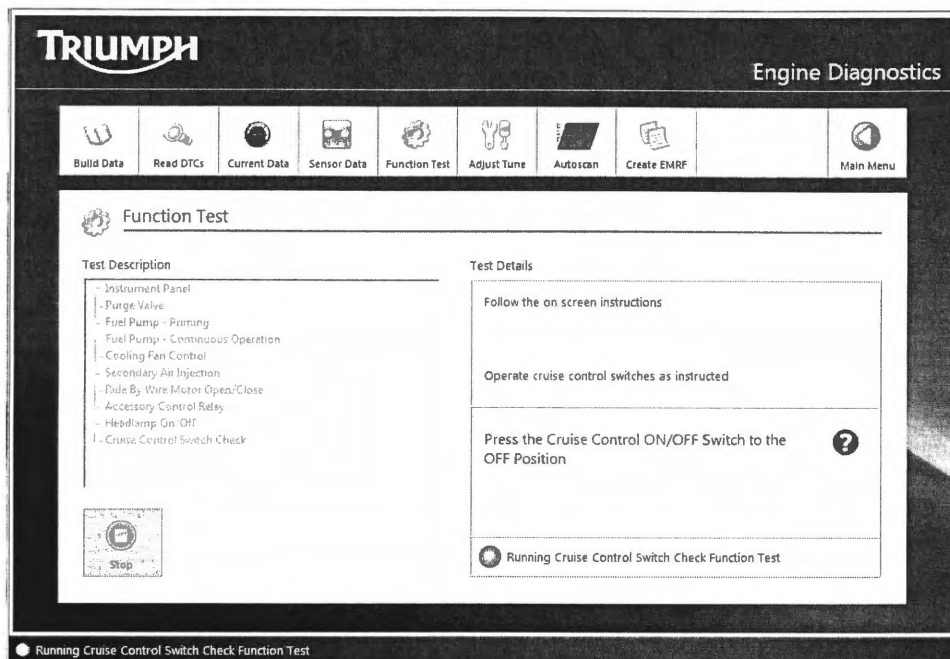 TRIUMPH
Engine Diagnostics
Build Data
Read DTCs
Current Data
Sensor Data
Function Test
Adjust Tune
Autoscan
Create EMRF
Main Menu
Function Test
Test Description
Instrument Panel
Purge Valve
Fuel Pump - Priming
Fuel Pump - Continuous Operation
Cooling Fan Control
Secondary Air Injection
Ride By Wire Motor Open/Close
Accessory Control Relay
Headlamp On/Off
Cruise Control Switch Check
Stop
Test Details
Follow the on screen instructions
Operate cruise control switches as instructed
Press the Cruise Control ON/OFF Switch to the
OFF Position
?
Running Cruise Control Switch Check Function Test
Running Cruise Control Switch Check Function Test